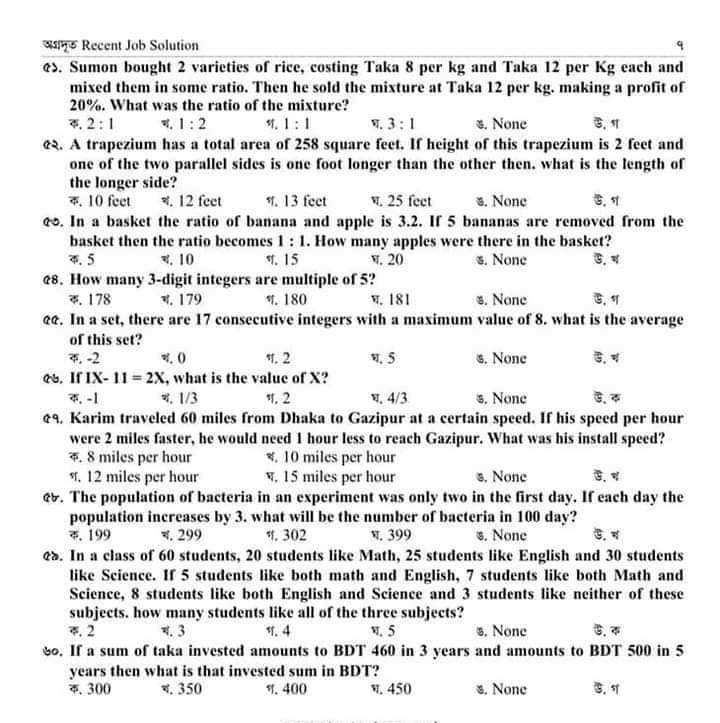 অগ্রদূত Recent Job Solution ৭
৫১. Sumon bought 2 varieties of rice, costing Taka 8 per kg and Taka 12 per Kg each and
mixed them in some ratio. Then he sold the mixture at Taka 12 per kg. making a profit of
20%. What was the ratio of the mixture?
ক. 2 : 1 খ. 1 : 2 গ. 1 : 1 ঘ. 3 : 1 ঙ. None উ. গ
৫২. A trapezium has a total area of 258 square feet. If height of this trapezium is 2 feet and
one of the two parallel sides is one foot longer than the other then. what is the length of
the longer side?
ক. 10 feet খ. 12 feet গ. 13 feet ঘ. 25 feet ঙ. None উ. গ
৫৩. In a basket the ratio of banana and apple is 3.2. If 5 bananas are removed from the
basket then the ratio becomes 1 : 1. How many apples were there in the basket?
ক. 5 খ. 10 গ. 15 ঘ. 20 ঙ. None উ. খ
৫৪. How many 3-digit integers are multiple of 5?
ক. 178 খ. 179 গ. 180 ঘ. 181 ঙ. None উ. গ
৫৫. In a set, there are 17 consecutive integers with a maximum value of 8. what is the average
of this set?
ক. -2 খ. 0 গ. 2 ঘ. 5 ঙ. None উ. খ
৫৬. If IX- 11 = 2X, what is the value of X?
ক. -1 খ. 1/3 গ. 2 ঘ. 4/3 ঙ. None উ. ক
৫৭. Karim traveled 60 miles from Dhaka to Gazipur at a certain speed. If his speed per hour
were 2 miles faster, he would need 1 hour less to reach Gazipur. What was his install speed?
ক. 8 miles per hour খ. 10 miles per hour
গ. 12 miles per hour ঘ. 15 miles per hour ঙ. None উ. খ
৫৮. The population of bacteria in an experiment was only two in the first day. If each day the
population increases by 3. what will be the number of bacteria in 100 day?
ক. 199 খ. 299 গ. 302 ঘ. 399 ঙ. None উ. খ
৫৯. In a class of 60 students, 20 students like Math, 25 students like English and 30 students
like Science. If 5 students like both math and English, 7 students like both Math and
Science, 8 students like both English and Science and 3 students like neither of these
subjects. how many students like all of the three subjects?
ক. 2 খ. 3 গ. 4 ঘ. 5 ঙ. None উ. ক
৬০. If a sum of taka invested amounts to BDT 460 in 3 years and amounts to BDT 500 in 5
years then what is that invested sum in BDT?
ক. 300 খ. 350 গ. 400 ঘ. 450 ঙ. None উ. গ